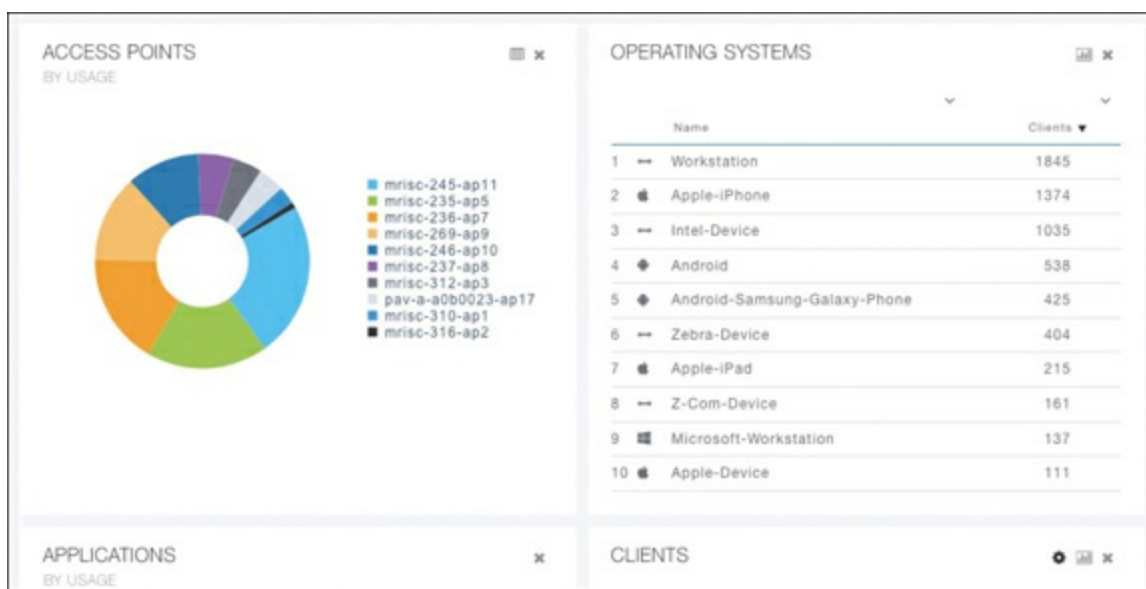 ACCESS POINTS
BY USAGE
mrisc-245-ap11
mrisc-235-ap5
mrisc-236-ap7
mrisc-269-ap9
mrisc-246-ap10
mrisc-237-ap8
mrisc-312-ap3
pav-a-a0b0023-ap17
mrisc-310-ap1
mrisc-316-ap2
OPERATING SYSTEMS
Name Clients
1 Workstation 1845
2 Apple-iPhone 1374
3 Intel-Device 1035
4 Android 538
5 Android-Samsung-Galaxy-Phone 425
6 Zebra-Device 404
7 Apple-iPad 215
8 Z-Com-Device 161
9 Microsoft-Workstation 137
10 Apple-Device 111
APPLICATIONS
BY USAGE
CLIENTS